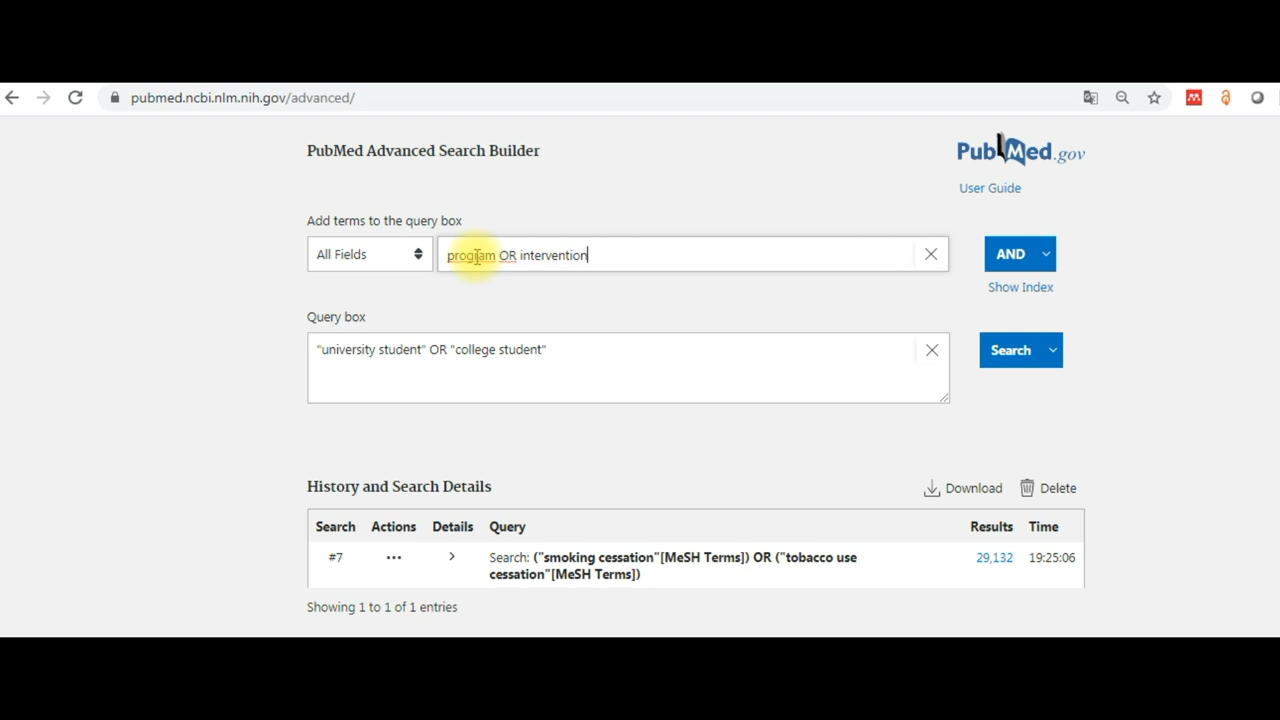 pubmed.ncbi.nlm.nih.gov/advanced/
PubMed Advanced Search Builder
PubMed.gov
User Guide
Add terms to the query box
All Fields
program OR intervention
AND
Show Index
Query box
"university student" OR "college student"
Search
History and Search Details
Download
Delete
Search Actions Details Query Results Time
#7 ... > Search: ("smoking cessation"[MeSH Terms]) OR ("tobacco use 29,132 19:25:06
cessation"[MeSH Terms])
Showing 1 to 1 of 1 entries